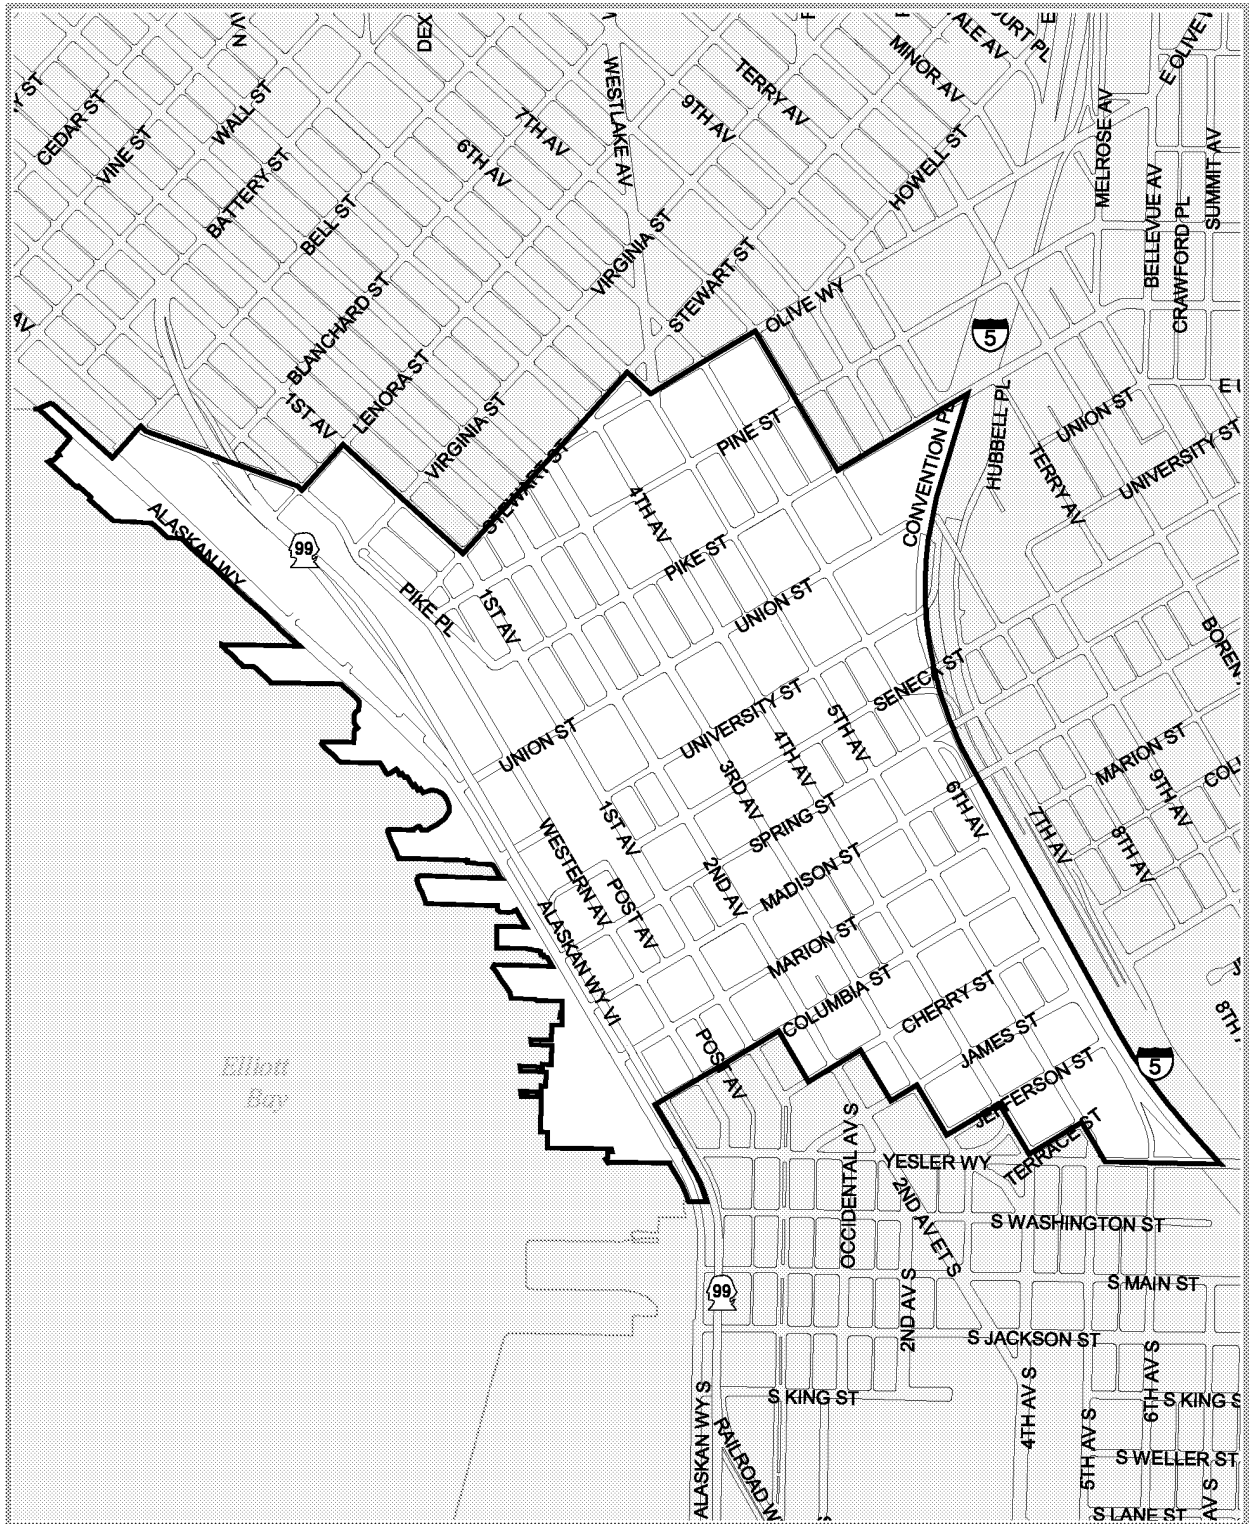 DEX
COURT PL
YALE AV
E OLIVE
MINOR AV
TERRY AV
WESTLAKE AV
WALL ST
CEDAR ST
VINE ST
7TH AV
9TH AV
6TH AV
MELROSE AV
HOWELL ST
SUMMIT AV
BATTERY ST
BELL ST
BELLEVUE AV
CRAWFORD PL
VIRGINIA ST
STEWART ST
BLANCHARD ST
OLIVE WY
5
LENORA ST
1ST AV
VIRGINIA ST
PINE ST
UNION ST
HUBBELL PL
CONVENTION PL
UNIVERSITY ST
TERRY AV
STEWART ST
4TH AV
ALASKAN WY
99
PIKE ST
PIKE PL
1ST AV
UNION ST
BOREN
SENECA ST
UNIVERSITY ST
5TH AV
UNION ST
4TH AV
3RD AV
MARION ST
9TH AV
COLU
6TH AV
1ST AV
SPRING ST
WESTERN AV
7TH AV
8TH AV
MADISON ST
2ND AV
POST AV
ALASKAN WY VI
MARION ST
COLUMBIA ST
CHERRY ST
8TH
JAMES ST
POST AV
5
Elliott
Bay
JEFFERSON ST
TERRACE ST
YESLER WY
OCCIDENTAL AV S
2ND AV ET S
S WASHINGTON ST
99
S MAIN ST
2ND AV S
S JACKSON ST
S KING ST
4TH AV S
6TH AV S
S KING S
ALASKAN WY S
RAILROAD W
5TH AV S
S WELLER ST
S LANE ST
AV S